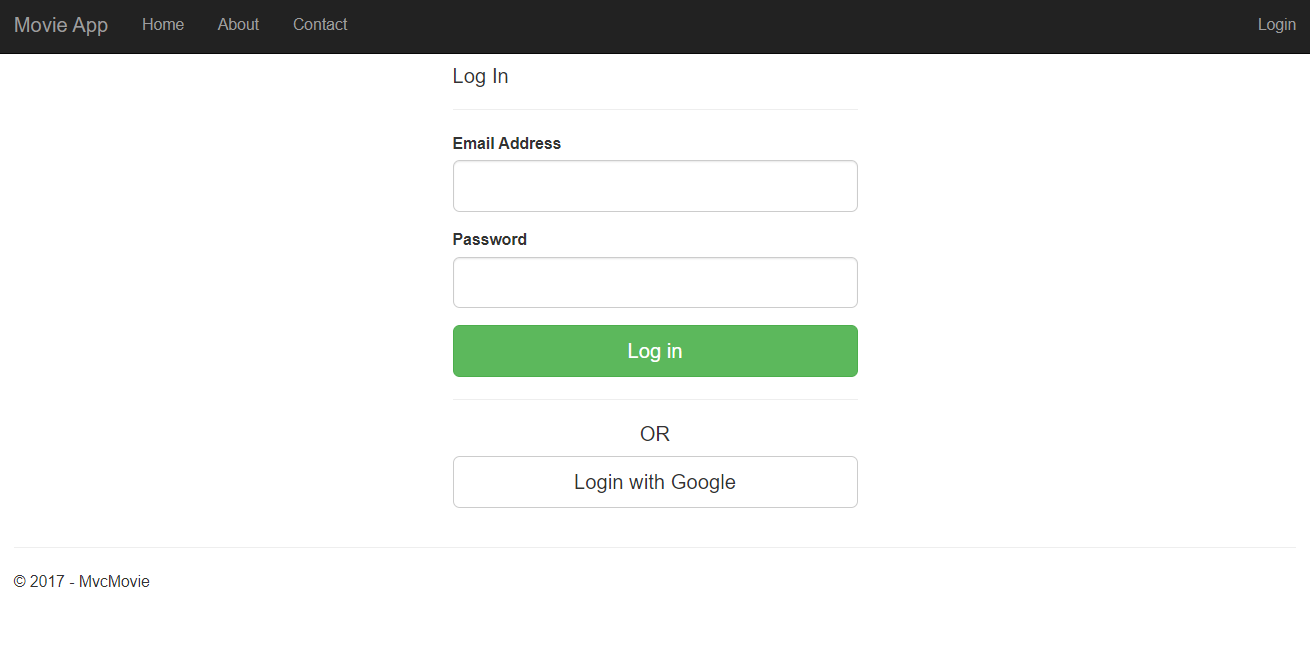 Movie App Home About Contact Login
Log In
Email Address
Password
Log in
OR
Login with Google
© 2017 - MvcMovie